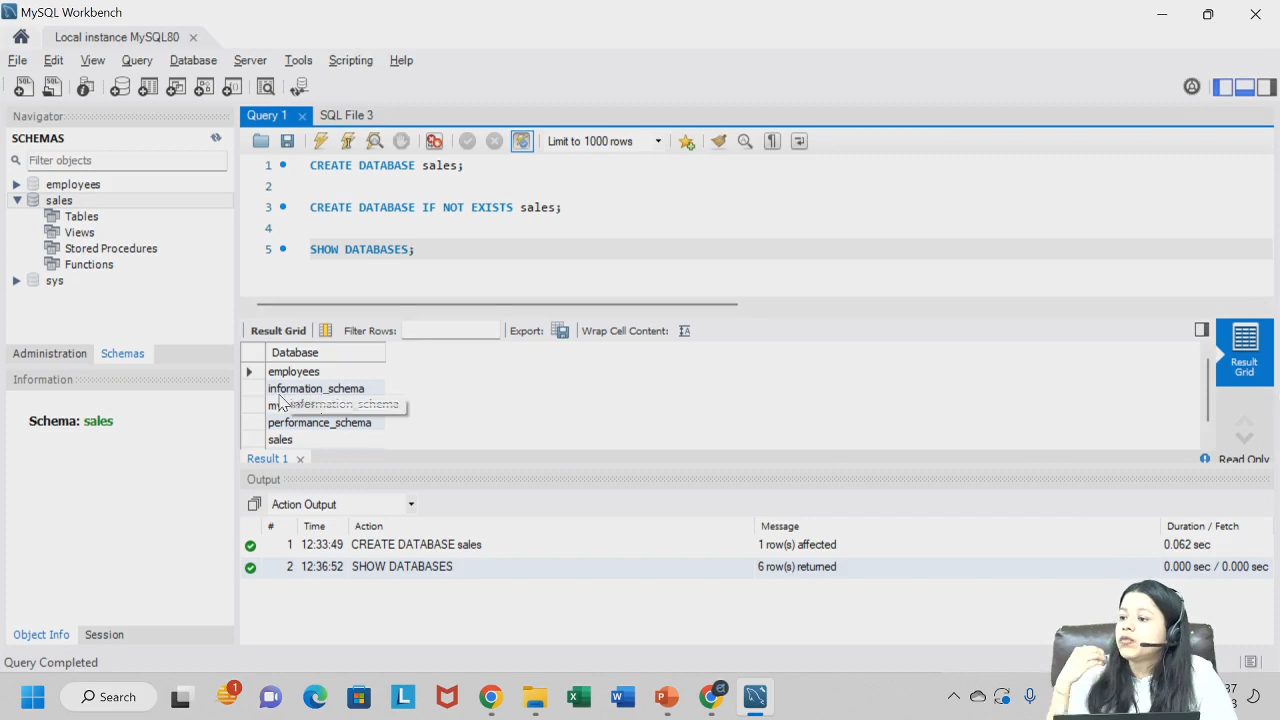 MySQL Workbench
Local instance MySQL80
File Edit View Query Database Server Tools Scripting Help
Navigator
SCHEMAS
Filter objects
employees
sales
Tables
Views
Stored Procedures
Functions
sys
Administration Schemas
Information
Schema: sales
Object Info Session
Query Completed
Query 1 SQL File 3
Limit to 1000 rows
1 CREATE DATABASE sales;
2
3 CREATE DATABASE IF NOT EXISTS sales;
4
5 SHOW DATABASES;
Result Grid Filter Rows: Export: Wrap Cell Content:
Database
employees
information_schema
information_schema
performance_schema
sales
Result Grid
Result 1
Read Only
Output
Action Output
# Time Action Message Duration / Fetch
1 12:33:49 CREATE DATABASE sales 1 row(s) affected 0.062 sec
2 12:36:52 SHOW DATABASES 6 row(s) returned 0.000 sec / 0.000 sec
Search
1